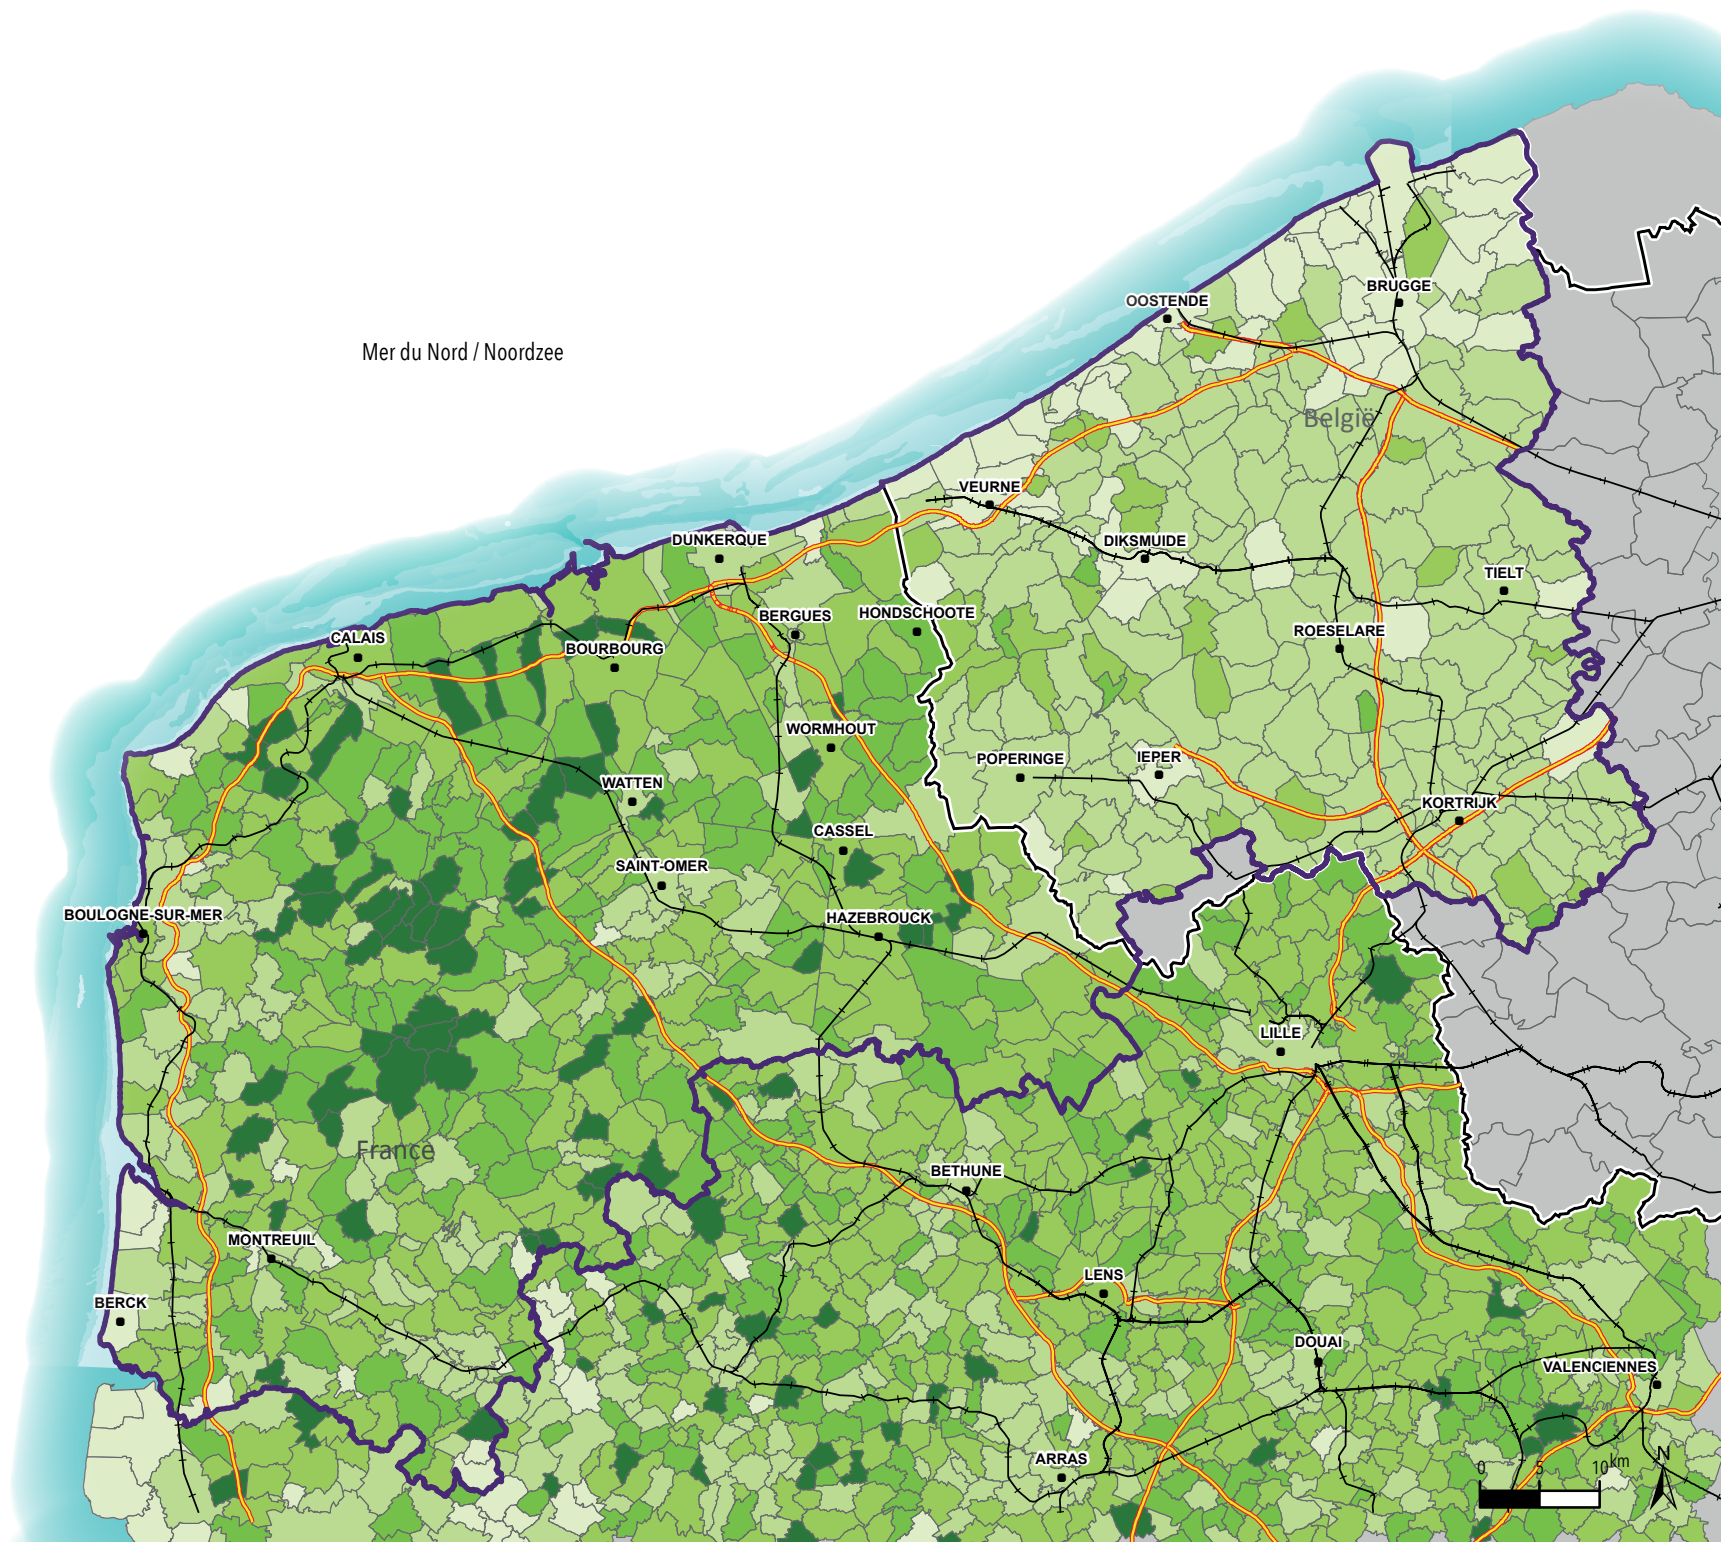 BRUGGE
OOSTENDE
Mer du Nord / Noordzee
België
VEURNE
DUNKERQUE
DIKSMUIDE
TIELT
BERGUES
HONDSCHOOTE
CALAIS
ROESELARE
BOURBOURG
WORMHOUT
POPERINGE
IEPER
WATTEN
KORTRIJK
CASSEL
SAINT-OMER
BOULOGNE-SUR-MER
HAZEBROUCK
LILLE
France
BETHUNE
MONTREUIL
LENS
BERCK
DOUAI
VALENCIENNES
ARRAS
N
0 5 10km